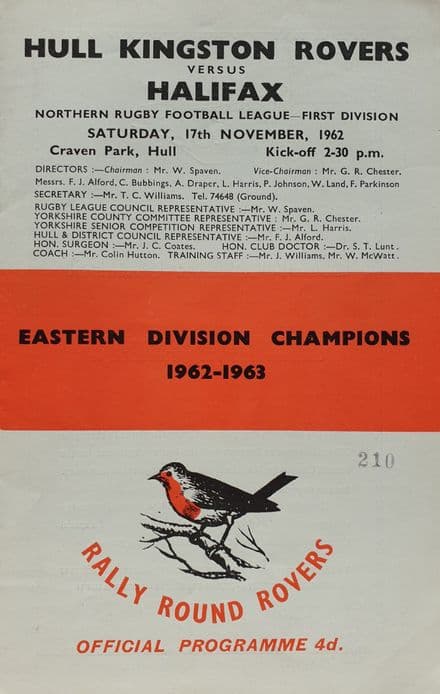 HULL KINGSTON ROVERS
VERSUS
HALIFAX
NORTHERN RUGBY FOOTBALL LEAGUE—FIRST DIVISION
SATURDAY, 17th NOVEMBER, 1962
Craven Park, Hull Kick-off 2-30 p.m.
DIRECTORS :—Chairman : Mr. W. Spaven. Vice-Chairman : Mr. G. R. Chester.
Messrs. F. J. Alford, C. Bubbings, A. Draper, L. Harris, P. Johnson, W. Land, F. Parkinson
SECRETARY :—Mr. T. C. Williams. Tel. 74648 (Ground).
RUGBY LEAGUE COUNCIL REPRESENTATIVE :—Mr. W. Spaven.
YORKSHIRE COUNTY COMMITTEE REPRESENTATIVE : Mr. G. R. Chester.
YORKSHIRE SENIOR COMPETITION REPRESENTATIVE :—Mr. L. Harris.
HULL & DISTRICT COUNCIL REPRESENTATIVE :—Mr. F. J. Alford.
HON. SURGEON :—Mr. J. C. Coates. HON. CLUB DOCTOR :—Dr. S. T. Lunt.
COACH :—Mr. Colin Hutton. TRAINING STAFF :—Mr. J. Williams, Mr. W. McWatt.
EASTERN DIVISION CHAMPIONS
1962-1963
210
RALLY ROUND ROVERS
OFFICIAL PROGRAMME 4d.